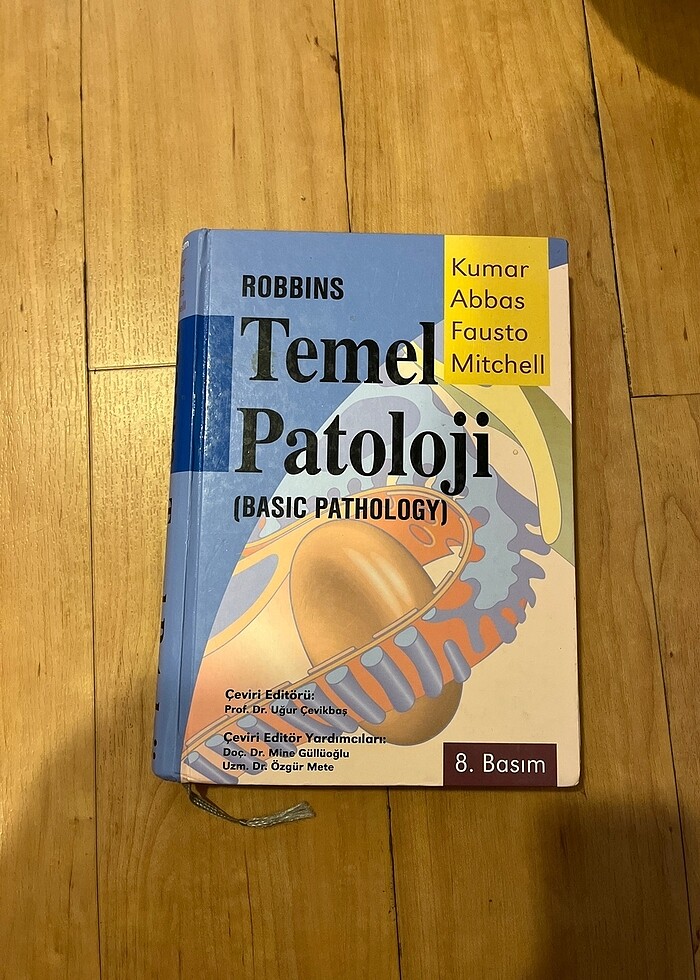 ROBBINS
Temel
Patoloji
(BASIC PATHOLOGY)
Kumar
Abbas
Fausto
Mitchell
Çeviri Editörü:
Prof. Dr. Uğur Çevikbaş
Çeviri Editör Yardımcıları:
Doç. Dr. Mine Güllüoğlu
Uzm. Dr. Özgür Mete
8. Basım